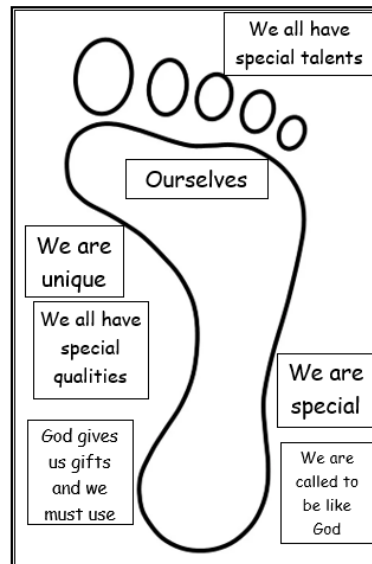 We all have
special talents
Ourselves
We are
unique
We all have
special
qualities
We are
special
God gives
us gifts
and we
must use
We are
called to
be like
God